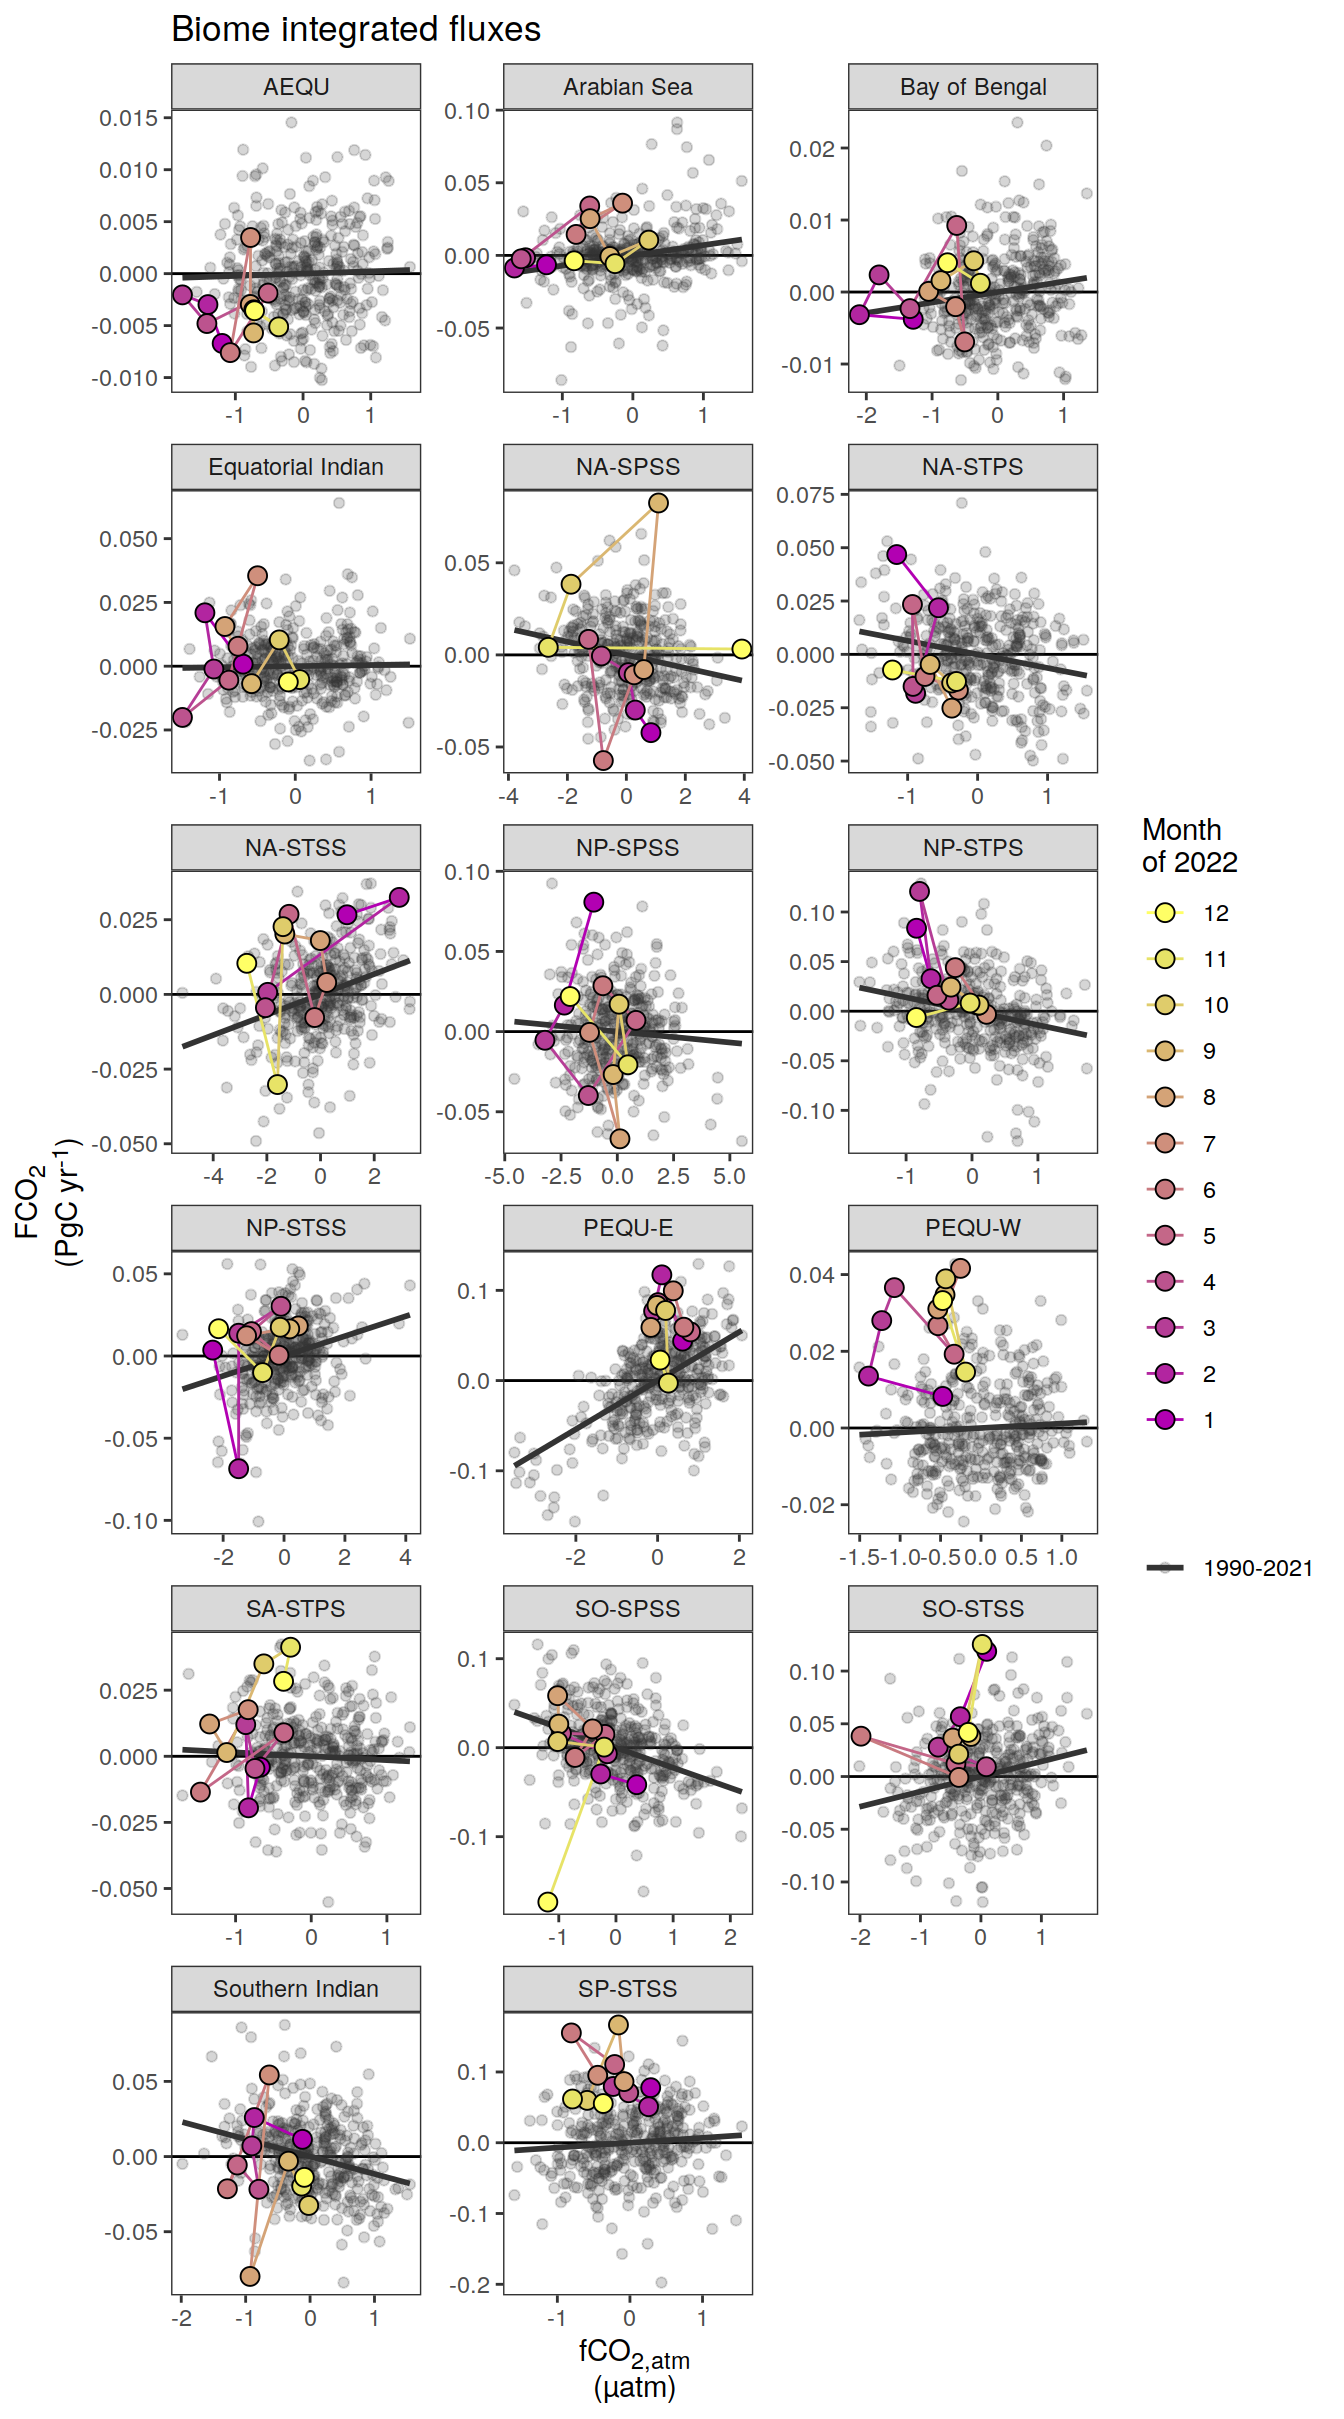 Biome integrated fluxes
AEQU
Arabian Sea
Bay of Bengal
0.015
0.010
0.005
0.000
-0.005
-0.010
0.10
0.05
0.00
-0.05
0.02
0.01
0.00
-0.01
-1 0 1
-1 0 1
-2 -1 0 1
Equatorial Indian
NA-SPSS
NA-STPS
0.050
0.025
0.000
-0.025
0.05
0.00
-0.05
0.075
0.050
0.025
0.000
-0.025
-0.050
-1 0 1
-4 -2 0 2 4
-1 0 1
NA-STSS
NP-SPSS
NP-STPS
0.025
0.000
-0.025
-0.050
0.10
0.05
0.00
-0.05
0.10
0.05
0.00
-0.05
-0.10
-4 -2 0 2
-5.0 -2.5 0.0 2.5 5.0
-1 0 1
NP-STSS
PEQU-E
PEQU-W
0.05
0.00
-0.05
-0.10
0.1
0.0
-0.1
0.04
0.02
0.00
-0.02
-2 0 2 4
-2 0 2
-1.5 -1.0 -0.5 0.0 0.5 1.0
SA-STPS
SO-SPSS
SO-STSS
0.025
0.000
-0.025
-0.050
0.1
0.0
-0.1
0.10
0.05
0.00
-0.05
-0.10
-1 0 1
-1 0 1 2
-2 -1 0 1
Southern Indian
SP-STSS
0.05
0.00
-0.05
0.1
0.0
-0.1
-0.2
-2 -1 0 1
-1 0 1
FCO2
(PgC yr-1)
fCO2,atm
(µatm)
Month
of 2022
12
11
10
9
8
7
6
5
4
3
2
1
1990-2021